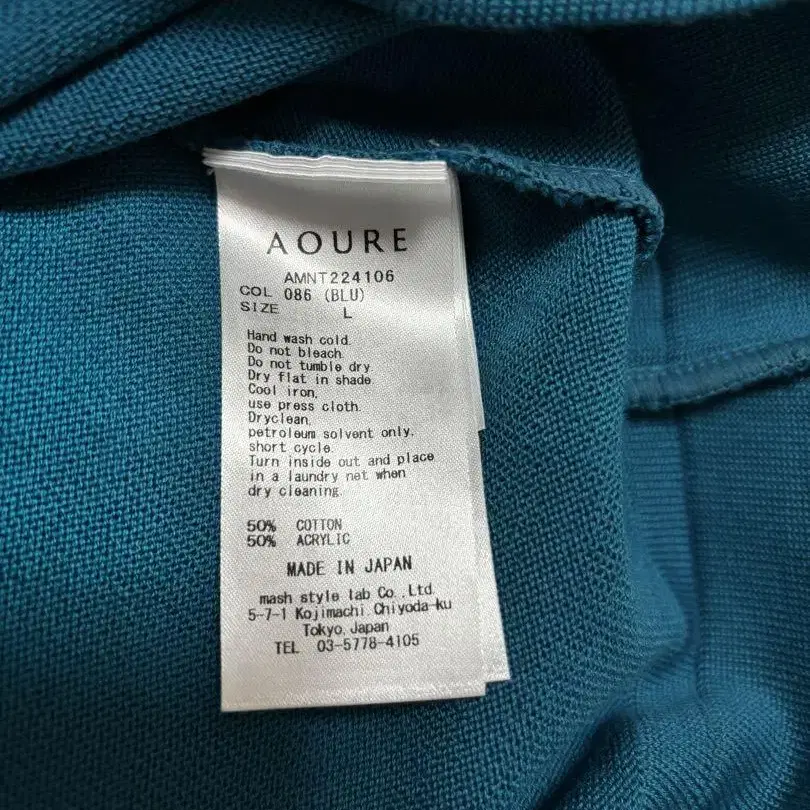 AOURE
AMNT224106
COL 086 (BLU)
SIZE L
Hand wash cold.
Do not bleach.
Do not tumble dry
Dry flat in shade.
Cool iron,
use press cloth.
Dryclean,
petroleum solvent only.
short cycle.
Turn inside out and place
in a laundry net when
dry cleaning.
50% COTTON
50% ACRYLIC
MADE IN JAPAN
mash style lab Co., Ltd.
5-7-1 Kojimachi, Chiyoda-ku
Tokyo, Japan
TEL 03-5778-4105